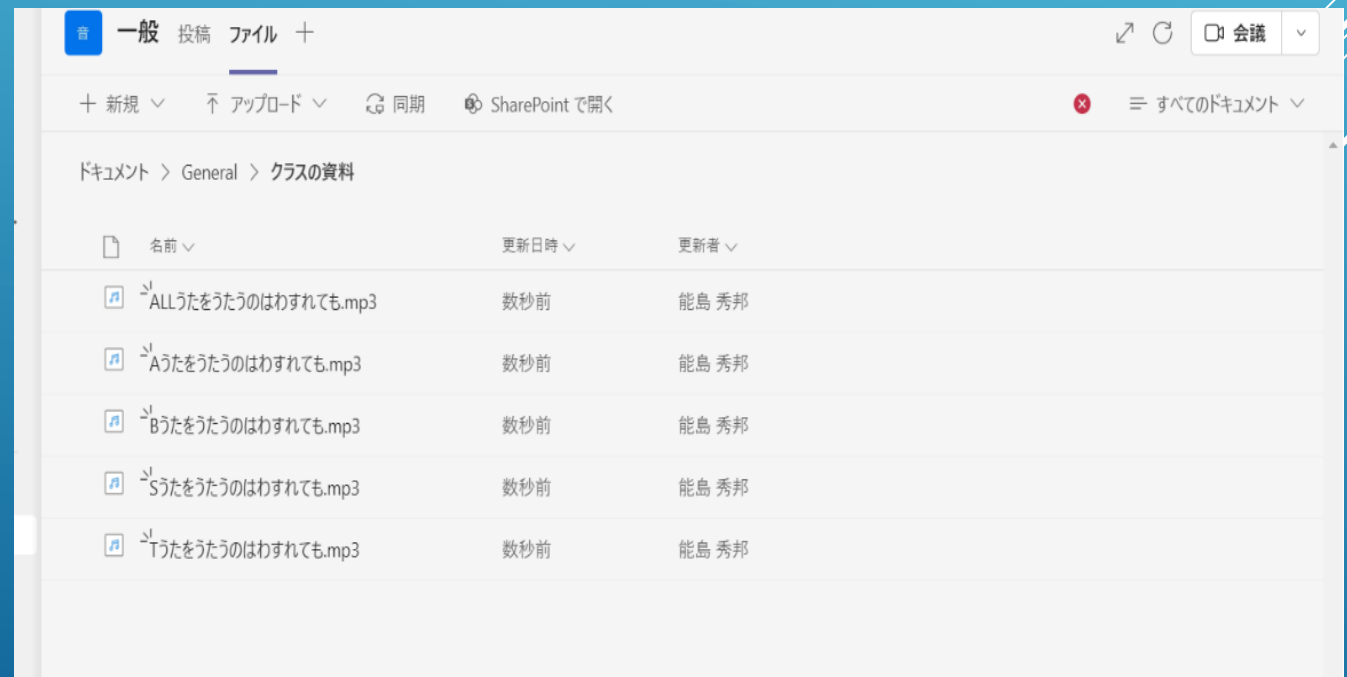 音 一般 投稿 ファイル 会議
新規 アップロード 同期 SharePoint で開く すべてのドキュメント
ドキュメント > General > クラスの資料
名前 更新日時 更新者
ALLうたをうたうのはわすれても.mp3 数秒前 能島 秀邦
Aうたをうたうのはわすれても.mp3 数秒前 能島 秀邦
Bうたをうたうのはわすれても.mp3 数秒前 能島 秀邦
Sうたをうたうのはわすれても.mp3 数秒前 能島 秀邦
Tうたをうたうのはわすれても.mp3 数秒前 能島 秀邦